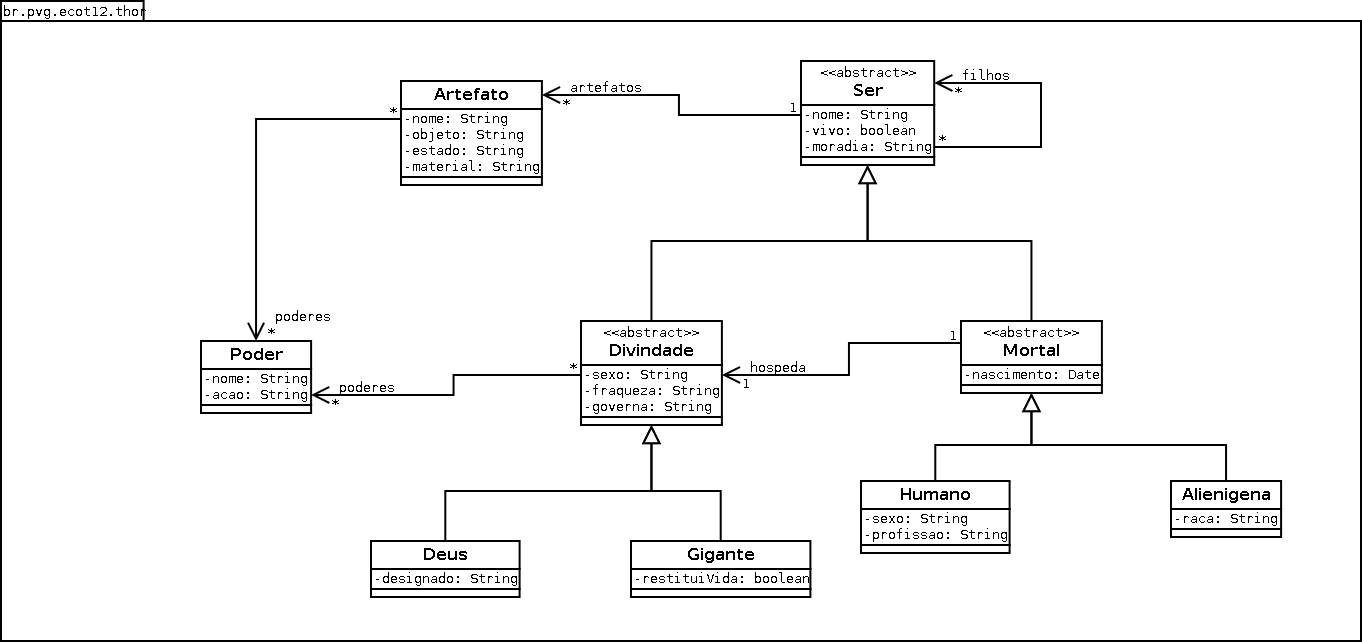 br.pvg.ecot12.thor
<<abstract>>
Ser
-nome: String
-vivo: boolean
-moradia: String
filhos
*
*
1
artefatos
*
Artefato
-nome: String
-objeto: String
-estado: String
-material: String
*
poderes
*
Poder
-nome: String
-acao: String
poderes
*
*
<<abstract>>
Divindade
-sexo: String
-fraqueza: String
-governa: String
hospeda
1
1
<<abstract>>
Mortal
-nascimento: Date
Humano
-sexo: String
-profissao: String
Alienigena
-raca: String
Deus
-designado: String
Gigante
-restituiVida: boolean